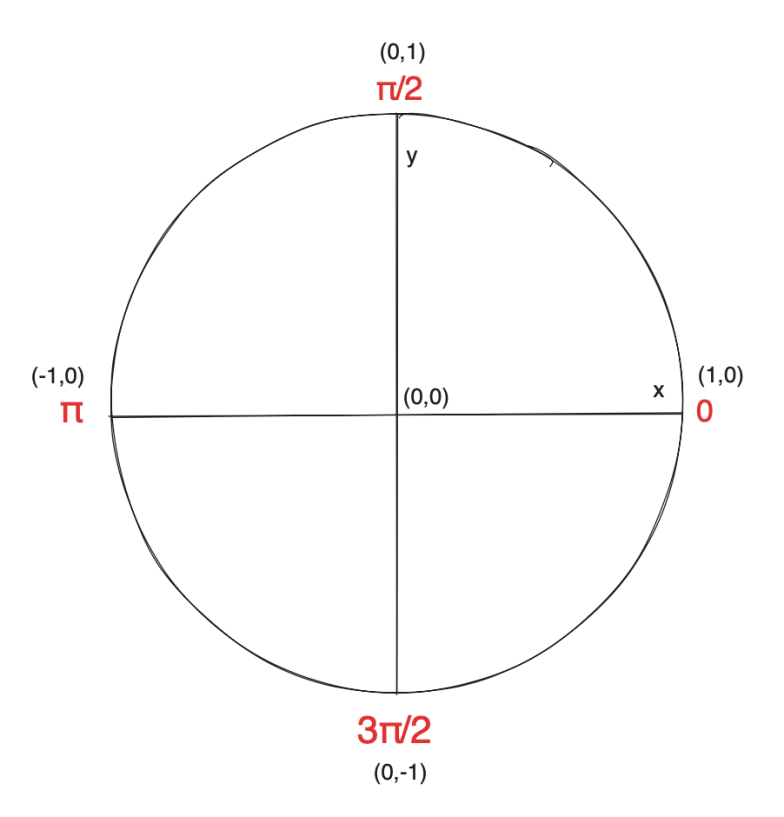 (0,1)
π/2
y
(-1,0)
(0,0)
x
(1,0)
π
0
3π/2
(0,-1)